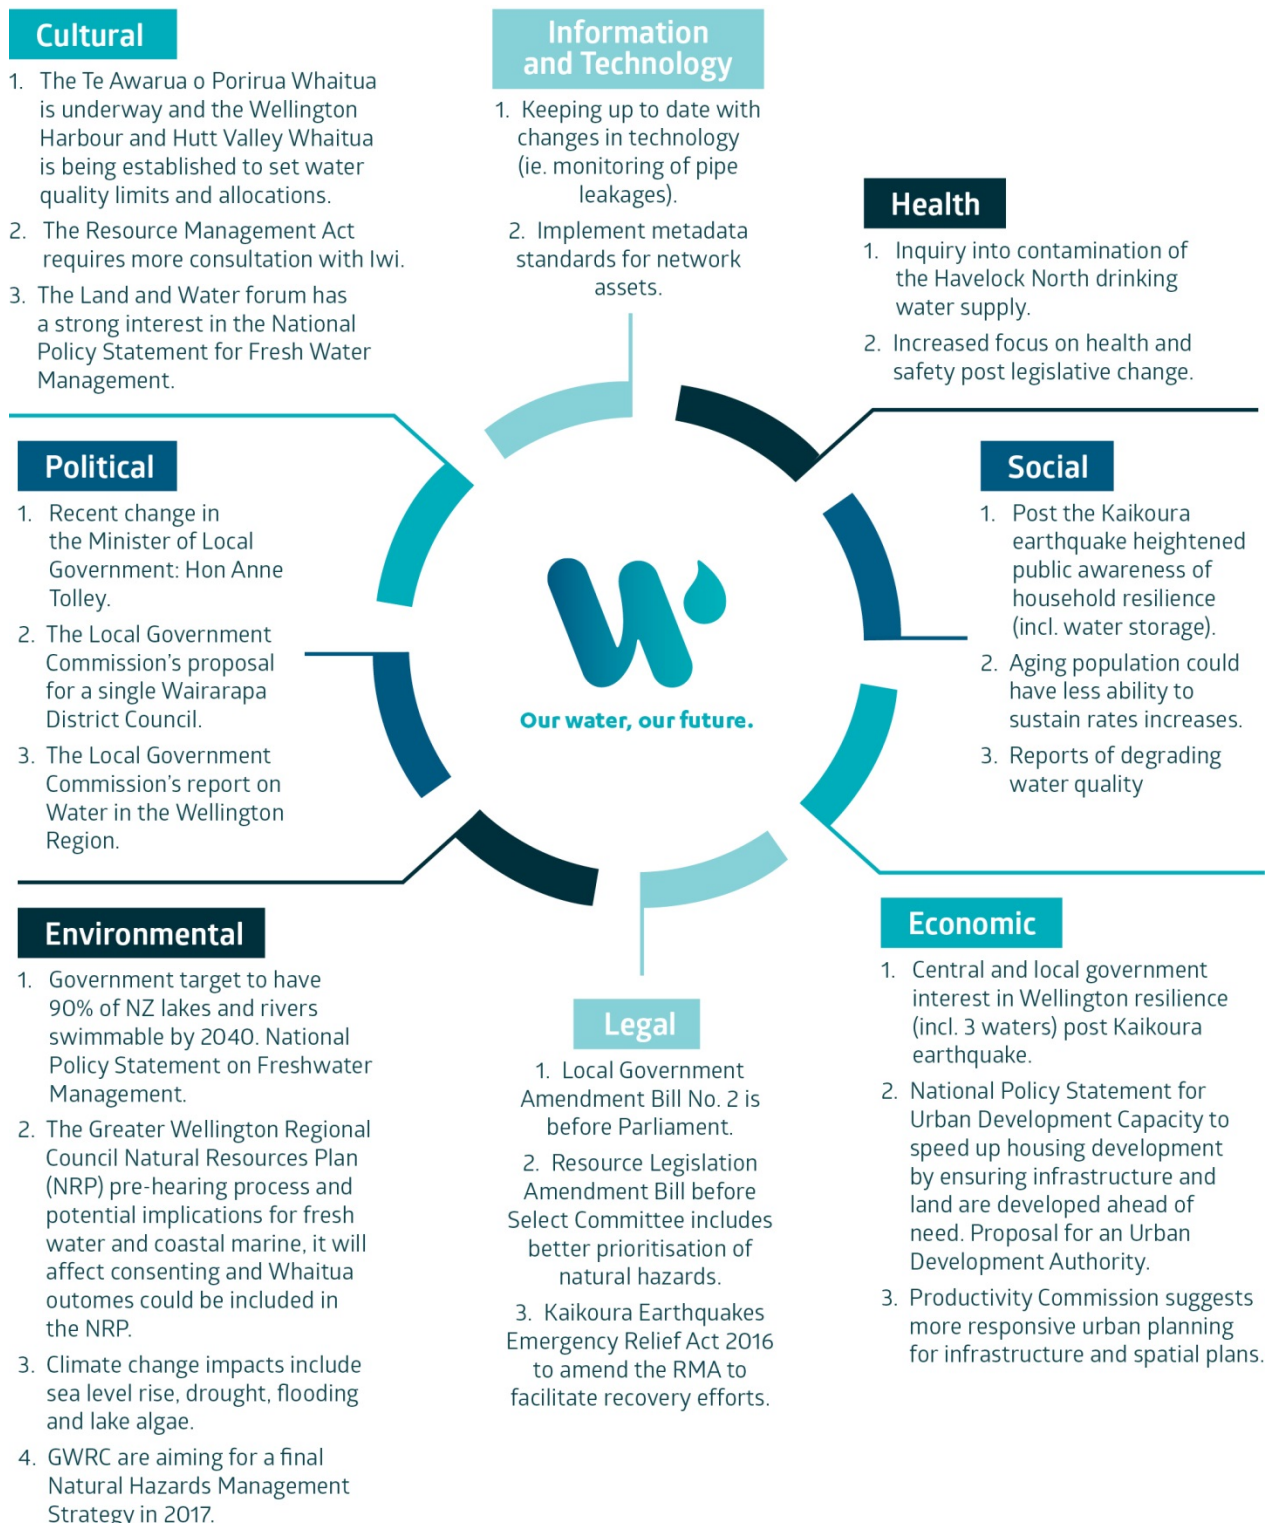 Cultural
1. The Te Awarua o Porirua Whaitua
is underway and the Wellington
Harbour and Hutt Valley Whaitua
is being established to set water
quality limits and allocations.
2. The Resource Management Act
requires more consultation with Iwi.
3. The Land and Water forum has
a strong interest in the National
Policy Statement for Fresh Water
Management.
Information
and Technology
1. Keeping up to date with
changes in technology
(ie. monitoring of pipe
leakages).
2. Implement metadata
standards for network
assets.
Health
1. Inquiry into contamination of
the Havelock North drinking
water supply.
2. Increased focus on health and
safety post legislative change.
Political
1. Recent change in
the Minister of Local
Government: Hon Anne
Tolley.
2. The Local Government
Commission's proposal
for a single Wairarapa
District Council.
3. The Local Government
Commission's report on
Water in the Wellington
Region.
Our water, our future.
Social
1. Post the Kaikoura
earthquake heightened
public awareness of
household resilience
(incl. water storage).
2. Aging population could
have less ability to
sustain rates increases.
3. Reports of degrading
water quality
Environmental
1. Government target to have
90% of NZ lakes and rivers
swimmable by 2040. National
Policy Statement on Freshwater
Management.
2. The Greater Wellington Regional
Council Natural Resources Plan
(NRP) pre-hearing process and
potential implications for fresh
water and coastal marine, it will
affect consenting and Whaitua
outomes could be included in
the NRP.
3. Climate change impacts include
sea level rise, drought, flooding
and lake algae.
4. GWRC are aiming for a final
Natural Hazards Management
Strategy in 2017.
Legal
1. Local Government
Amendment Bill No. 2 is
before Parliament.
2. Resource Legislation
Amendment Bill before
Select Committee includes
better prioritisation of
natural hazards.
3. Kaikoura Earthquakes
Emergency Relief Act 2016
to amend the RMA to
facilitate recovery efforts.
Economic
1. Central and local government
interest in Wellington resilience
(incl. 3 waters) post Kaikoura
earthquake.
2. National Policy Statement for
Urban Development Capacity to
speed up housing development
by ensuring infrastructure and
land are developed ahead of
need. Proposal for an Urban
Development Authority.
3. Productivity Commission suggests
more responsive urban planning
for infrastructure and spatial plans.